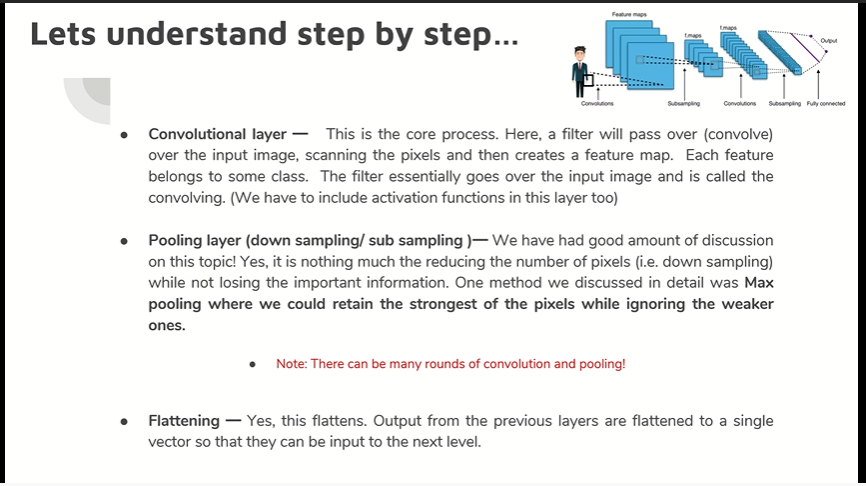 Lets understand step by step...
Feature maps
f.maps
f.maps
Output
Convolutions
Subsampling
Convolutions
Subsampling
Fully connected
● Convolutional layer — This is the core process. Here, a filter will pass over (convolve)
over the input image, scanning the pixels and then creates a feature map. Each feature
belongs to some class. The filter essentially goes over the input image and is called the
convolving. (We have to include activation functions in this layer too)
● Pooling layer (down sampling/ sub sampling )— We have had good amount of discussion
on this topic! Yes, it is nothing much the reducing the number of pixels (i.e. down sampling)
while not losing the important information. One method we discussed in detail was Max
pooling where we could retain the strongest of the pixels while ignoring the weaker
ones.
● Note: There can be many rounds of convolution and pooling!
● Flattening — Yes, this flattens. Output from the previous layers are flattened to a single
vector so that they can be input to the next level.